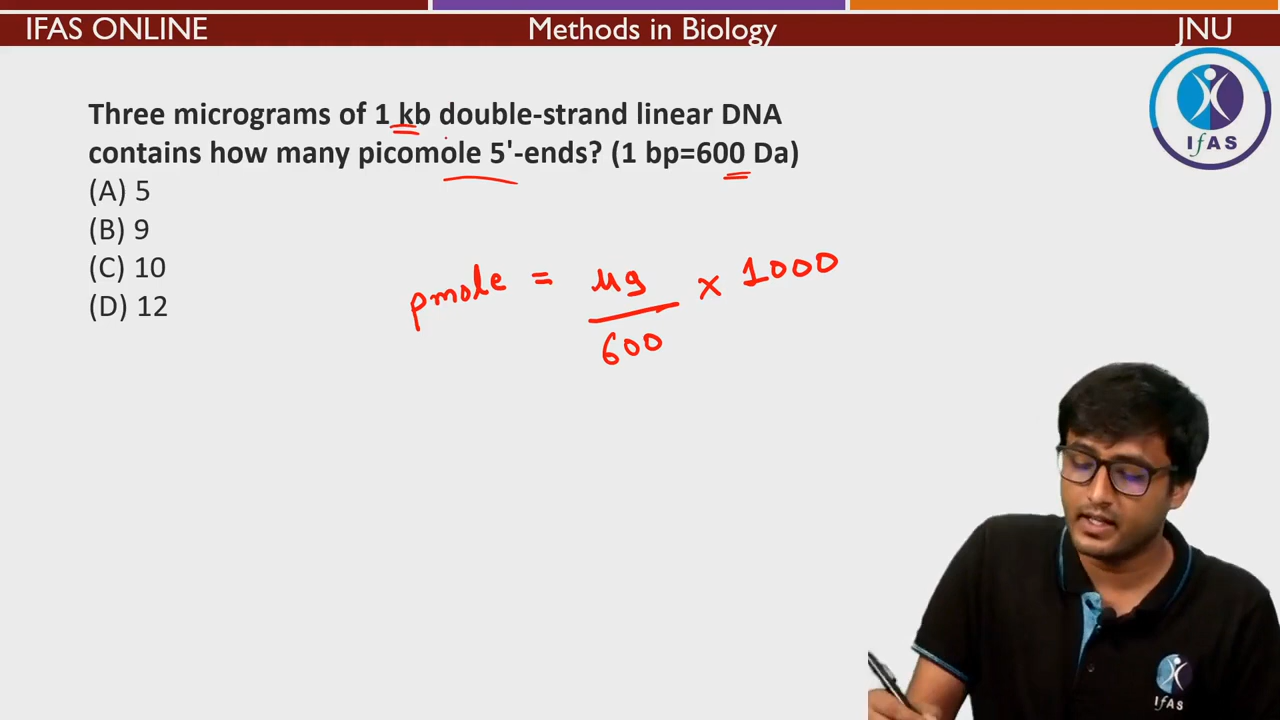 IFAS ONLINE Methods in Biology JNU
IFAS
Three micrograms of 1 kb double-strand linear DNA
contains how many picomole 5'-ends? (1 bp=600 Da)
(A) 5
(B) 9
(C) 10
(D) 12
pmole = μg / 600 × 1000
IFAS